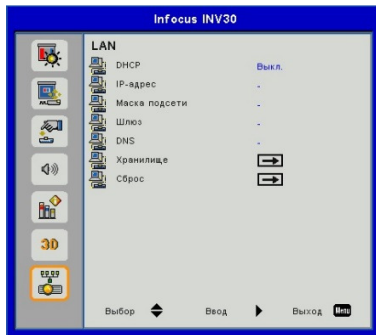 Infocus INV30
LAN
DHCP Выкл.
IP-адрес -
Маска подсети -
Шлюз -
DNS -
Хранилище
Сброс
3D
Выбор Ввод Выход Menu